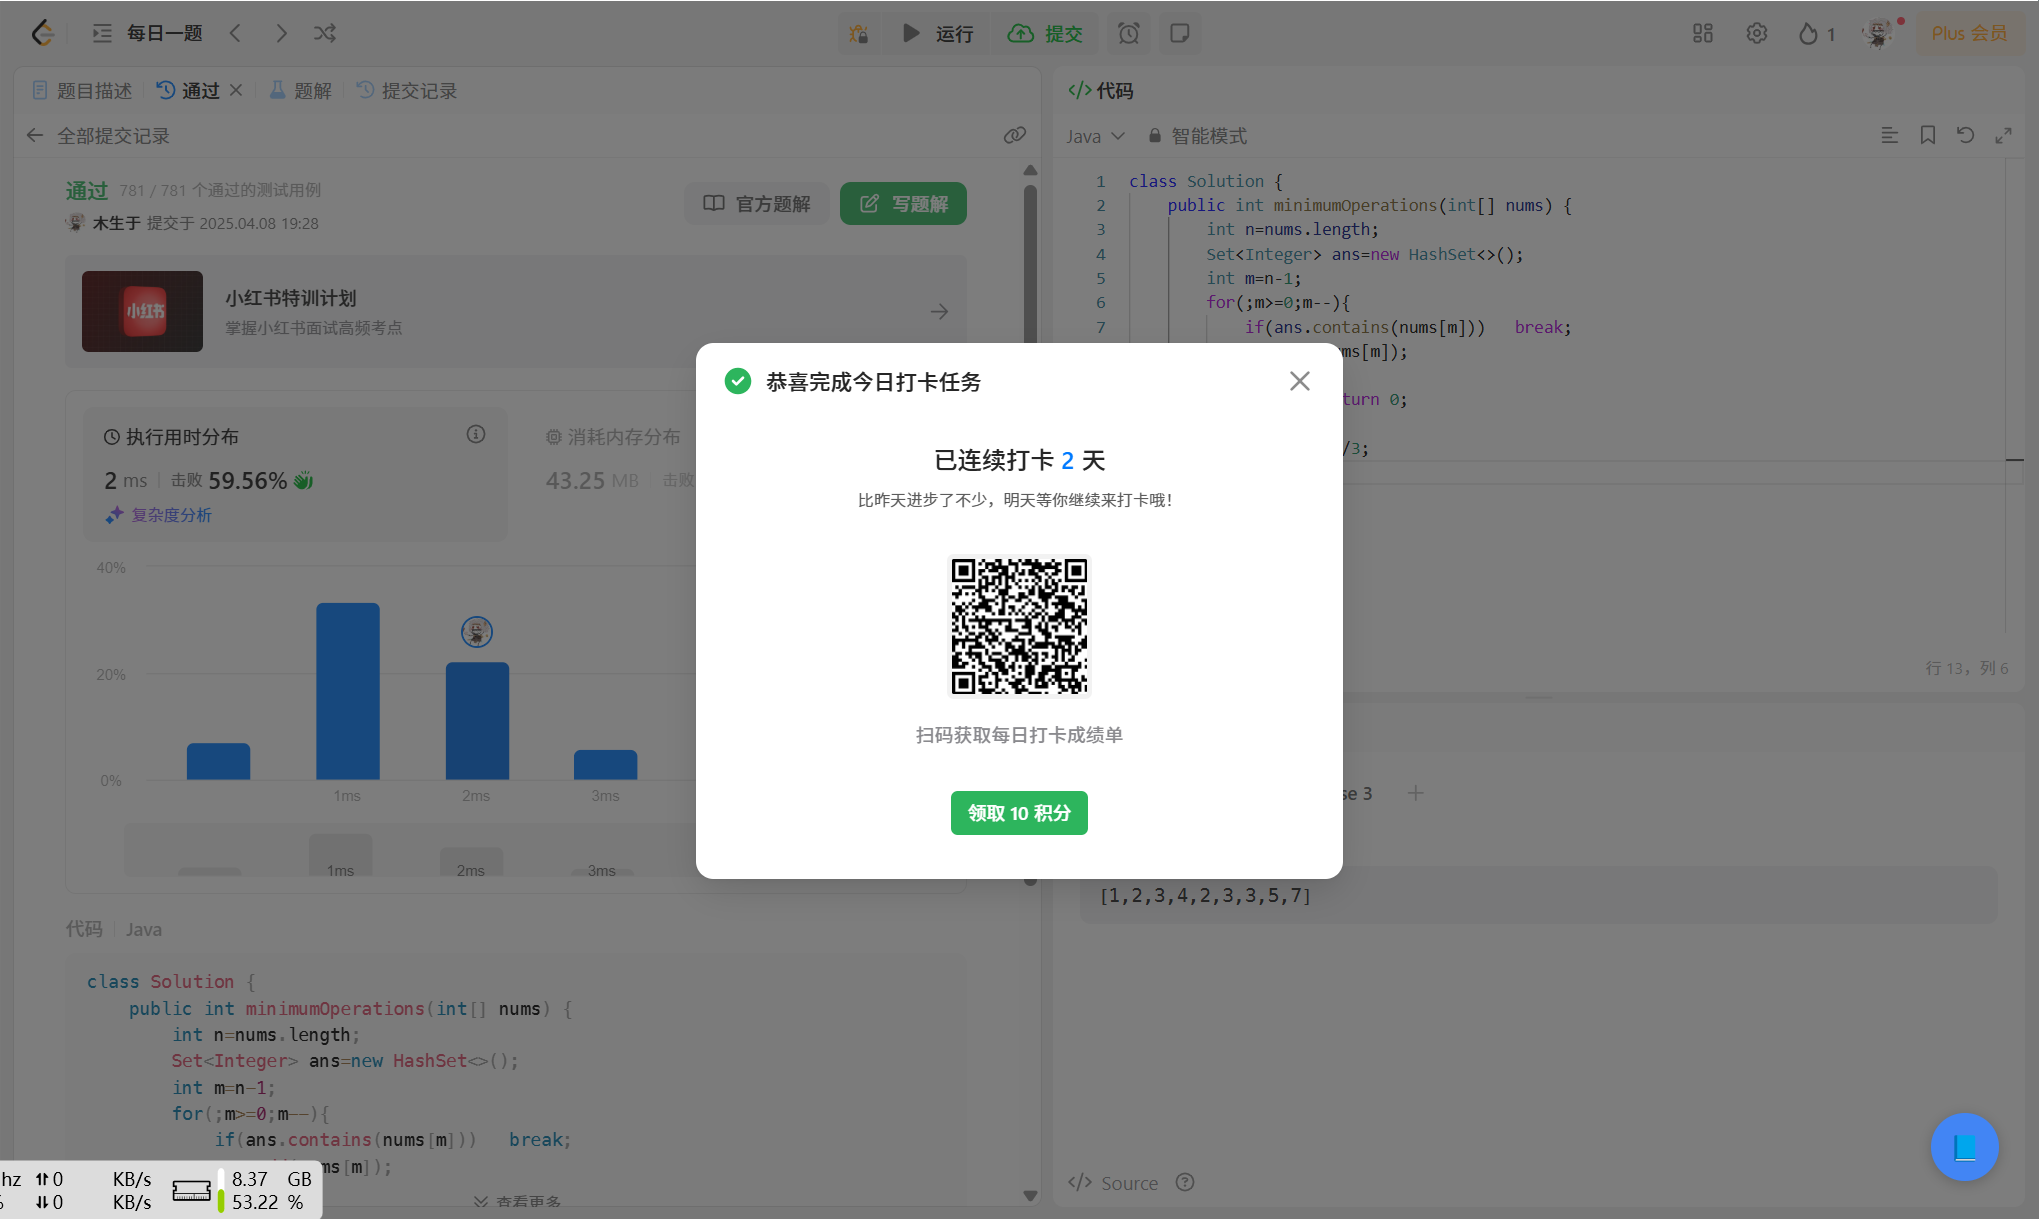 每日一题
运行
提交
1
Plus 会员
题目描述
通过
题解
提交记录
全部提交记录
通过 781 / 781 个通过的测试用例
木生于 提交于 2025.04.08 19:28
官方题解
写题解
小红书
小红书特训计划
掌握小红书面试高频考点
执行用时分布
2 ms 击败 59.56%
复杂度分析
消耗内存分布
43.25 MB 击败
40%
20%
0%
1ms 2ms 3ms
1ms 2ms 3ms
代码 Java
class Solution {
public int minimumOperations(int[] nums) {
int n=nums.length;
Set<Integer> ans=new HashSet<>();
int m=n-1;
for(;m>=0;m--){
if(ans.contains(nums[m])) break;
ms[m]);
查看更多
恭喜完成今日打卡任务
已连续打卡 2 天
比昨天进步了不少，明天等你继续来打卡哦！
扫码获取每日打卡成绩单
领取 10 积分
</> 代码
Java
智能模式
1 class Solution {
2 public int minimumOperations(int[] nums) {
3 int n=nums.length;
4 Set<Integer> ans=new HashSet<>();
5 int m=n-1;
6 for(;m>=0;m--){
7 if(ans.contains(nums[m])) break;
ms[m]);
turn 0;
/3;
行 13，列 6
se 3
[1,2,3,4,2,3,3,5,7]
</> Source
hz 0 KB/s 8.37 GB
% 0 KB/s 53.22 %